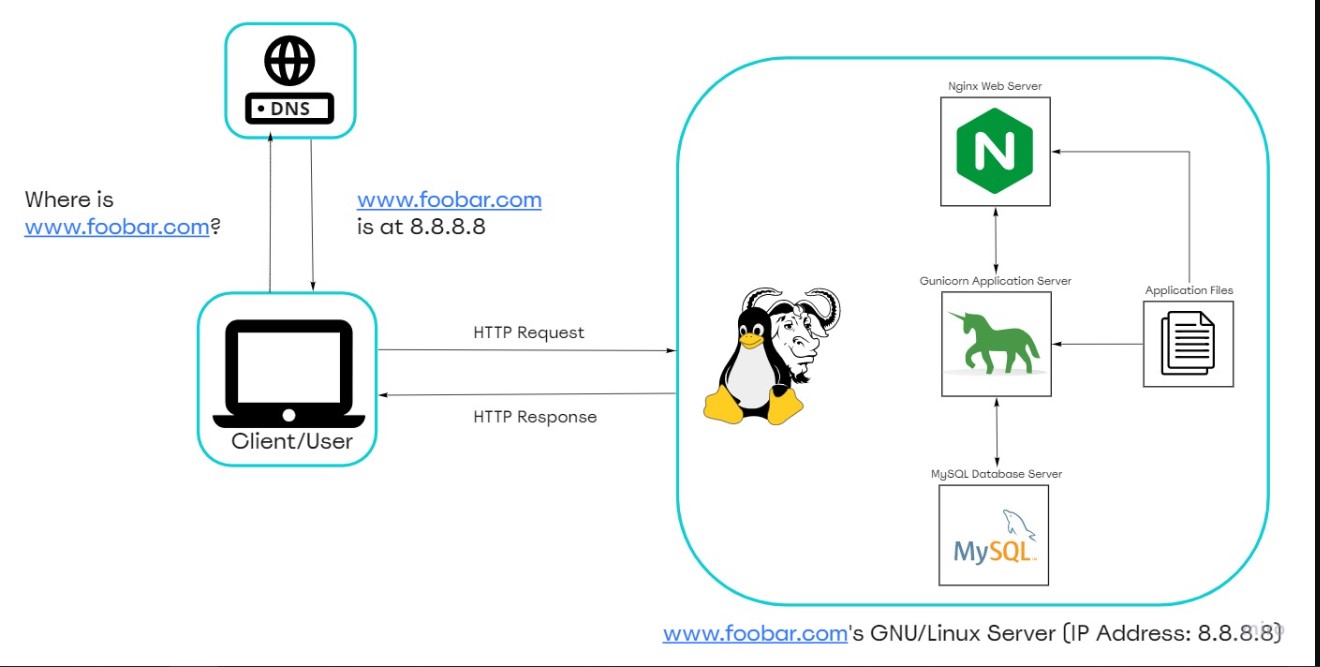 DNS
Where is
www.foobar.com?
www.foobar.com
is at 8.8.8.8
Client/User
HTTP Request
HTTP Response
Nginx Web Server
N
Gunicorn Application Server
Application Files
MySQL Database Server
MySQL
www.foobar.com's GNU/Linux Server (IP Address: 8.8.8.8)
miro